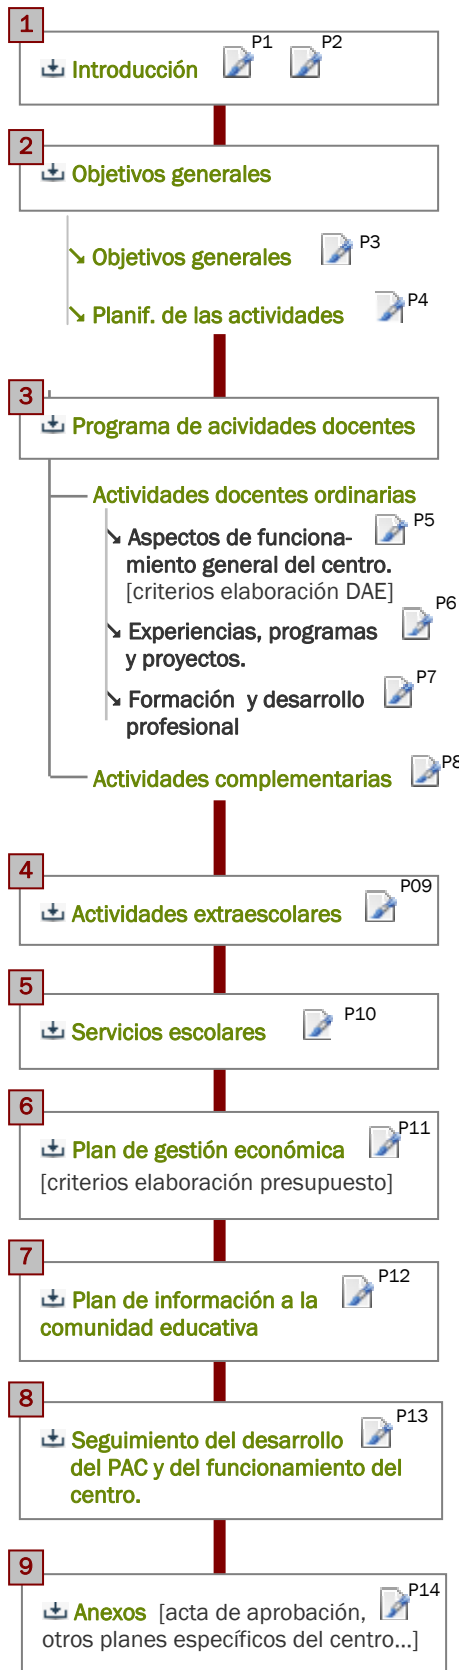 1
Introducción P1 P2
2
Objetivos generales
Objetivos generales P3
Planif. de las actividades P4
3
Programa de acividades docentes
Actividades docentes ordinarias
Aspectos de funciona- P5
miento general del centro.
[criterios elaboración DAE]
Experiencias, programas P6
y proyectos.
Formación y desarrollo P7
profesional
Actividades complementarias P8
4
Actividades extraescolares P09
5
Servicios escolares P10
6
Plan de gestión económica P11
[criterios elaboración presupuesto]
7
Plan de información a la P12
comunidad educativa
8
Seguimiento del desarrollo P13
del PAC y del funcionamiento del
centro.
9
Anexos [acta de aprobación, P14
otros planes específicos del centro...]